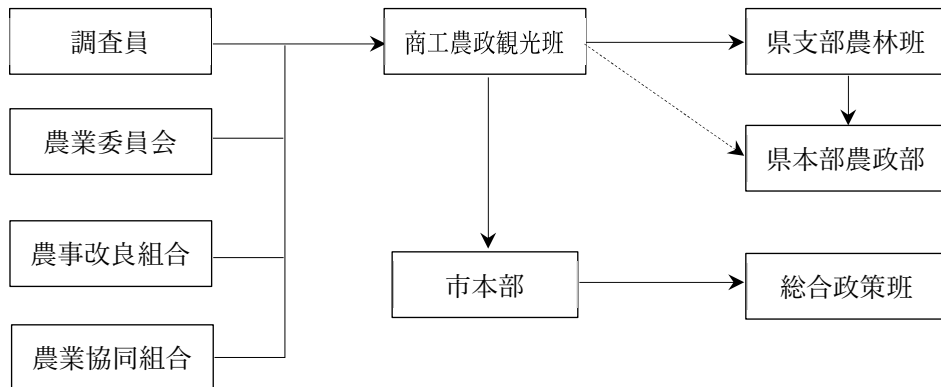 調査員
商工農政観光班
県支部農林班
農業委員会
県本部農政部
農事改良組合
市本部
総合政策班
農業協同組合